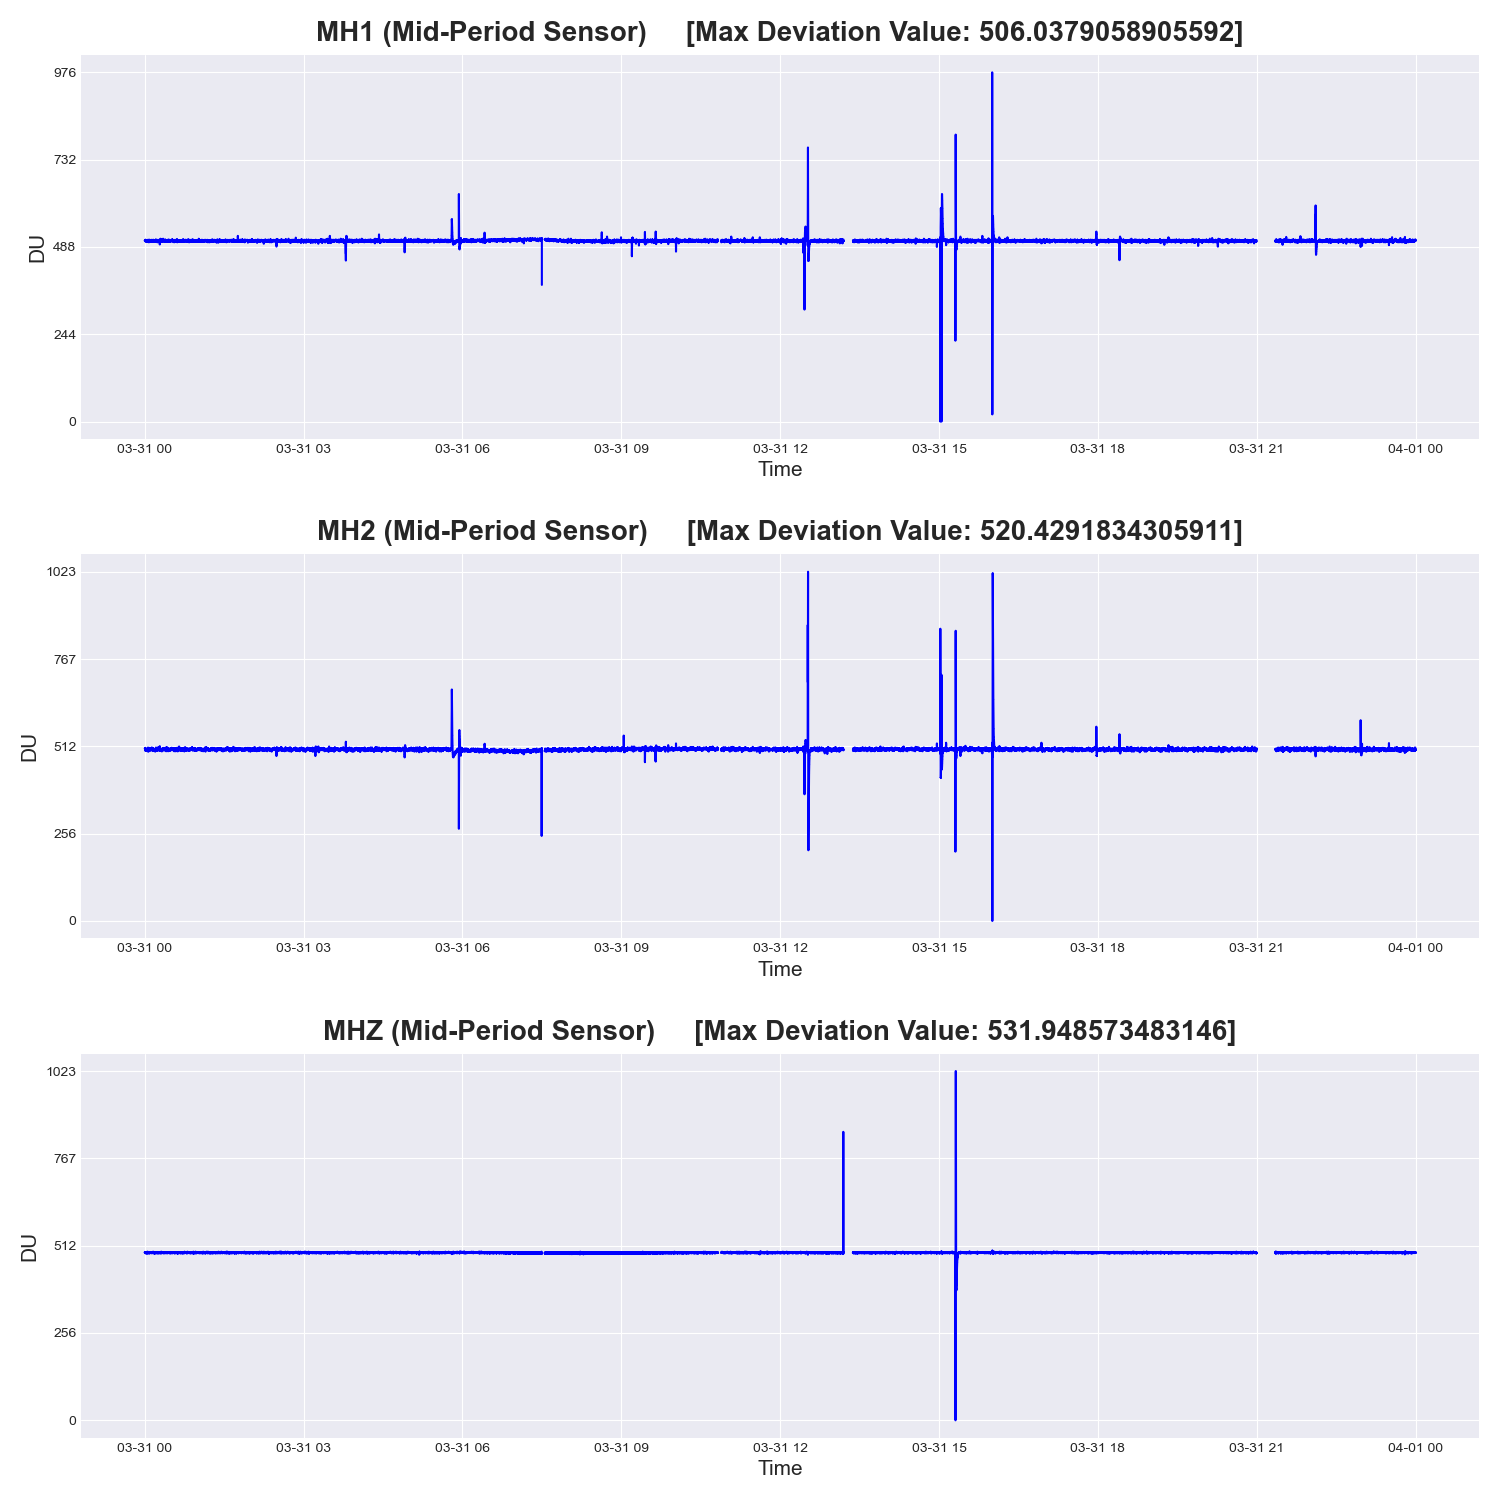 MH1 (Mid-Period Sensor) [Max Deviation Value: 506.0379058905592]
976
732
488
244
0
DU
03-31 00 03-31 03 03-31 06 03-31 09 03-31 12 03-31 15 03-31 18 03-31 21 04-01 00
Time
MH2 (Mid-Period Sensor) [Max Deviation Value: 520.4291834305911]
1023
767
512
256
0
DU
03-31 00 03-31 03 03-31 06 03-31 09 03-31 12 03-31 15 03-31 18 03-31 21 04-01 00
Time
MHZ (Mid-Period Sensor) [Max Deviation Value: 531.948573483146]
1023
767
512
256
0
DU
03-31 00 03-31 03 03-31 06 03-31 09 03-31 12 03-31 15 03-31 18 03-31 21 04-01 00
Time